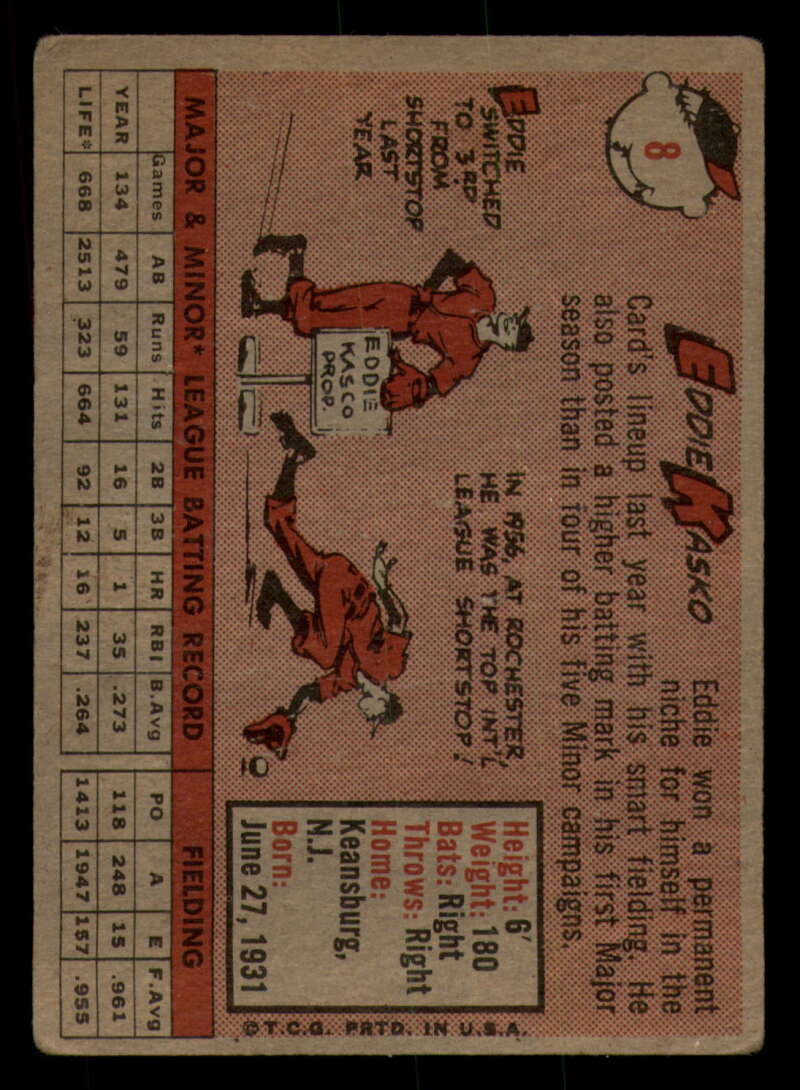 8
EDDIE KASKO
Eddie won a permanent
niche for himself in the
Card's lineup last year with his smart fielding. He
also posted a higher batting mark in his first Major
season than in four of his five Minor campaigns.
EDDIE
SWITCHED
TO 3RD
FROM
SHORTSTOP
LAST
YEAR
EDDIE
KASCO
PROP.
IN 1956, AT ROCHESTER,
HE WAS THE TOP INT'L
LEAGUE SHORTSTOP!
Height: 6'
Weight: 180
Bats: Right
Throws: Right
Home:
Keansburg,
N.J.
Born:
June 27, 1931
©T.C.G. PRTD. IN U.S.A.
MAJOR & MINOR* LEAGUE BATTING RECORD FIELDING
Games AB Runs Hits 2B 3B HR RBI B.Avg PO A E F.Avg
YEAR 134 479 59 131 16 5 1 35 .273 118 248 15 .961
LIFE* 668 2513 323 664 92 12 16 237 .264 1413 1947 157 .955